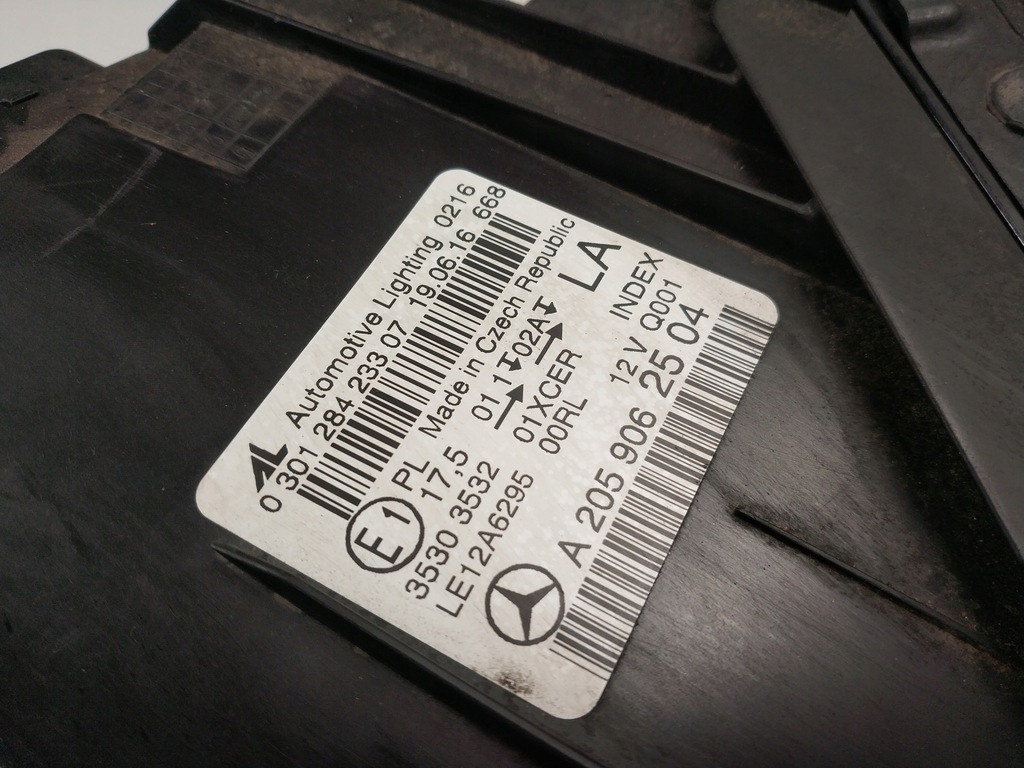 AL Automotive Lighting 0216
0 301 284 233 07 19.06.16 668
E1 PL Made in Czech Republic
17,5 01 1 02A LA
3530 3532 01XCER
LE12A6295 00RL 12V INDEX
Q001
A 205 906 25 04